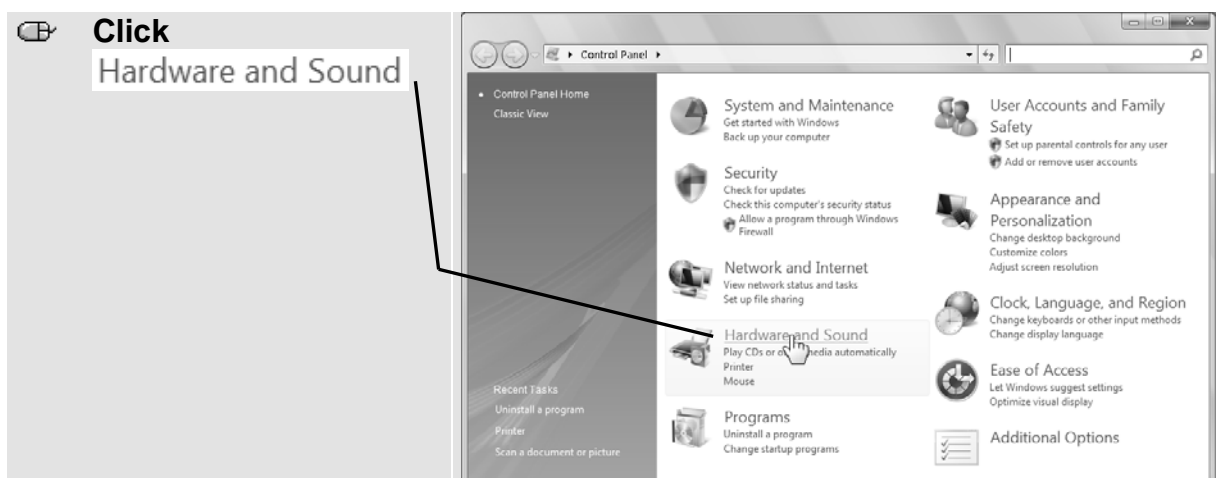 Click
Hardware and Sound
Control Panel
Control Panel Home
Classic View
Recent Tasks
Uninstall a program
Printer
Scan a document or picture
System and Maintenance
Get started with Windows
Back up your computer
Security
Check for updates
Check this computer's security status
Allow a program through Windows
Firewall
Network and Internet
View network status and tasks
Set up file sharing
Hardware and Sound
Play CDs or media automatically
Printer
Mouse
Programs
Uninstall a program
Change startup programs
User Accounts and Family
Safety
Set up parental controls for any user
Add or remove user accounts
Appearance and
Personalization
Change desktop background
Customize colors
Adjust screen resolution
Clock, Language, and Region
Change keyboards or other input methods
Change display language
Ease of Access
Let Windows suggest settings
Optimize visual display
Additional Options